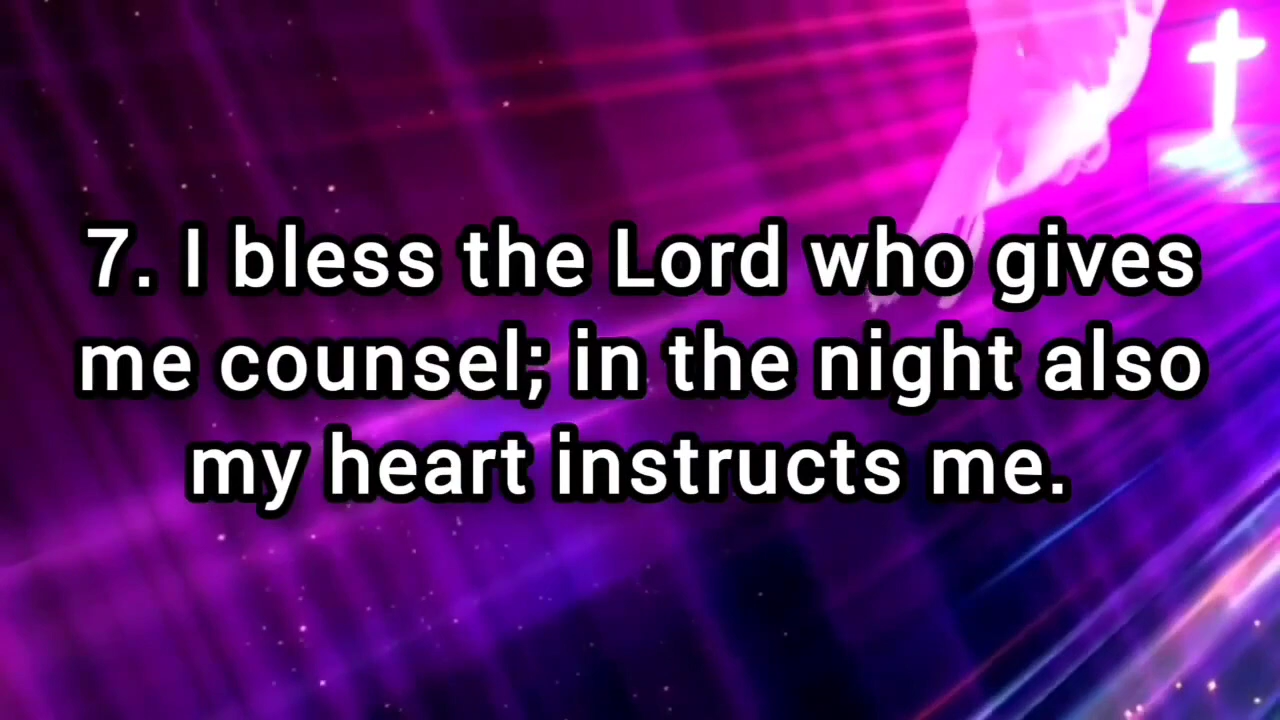 7. I bless the Lord who gives
me counsel; in the night also
my heart instructs me.